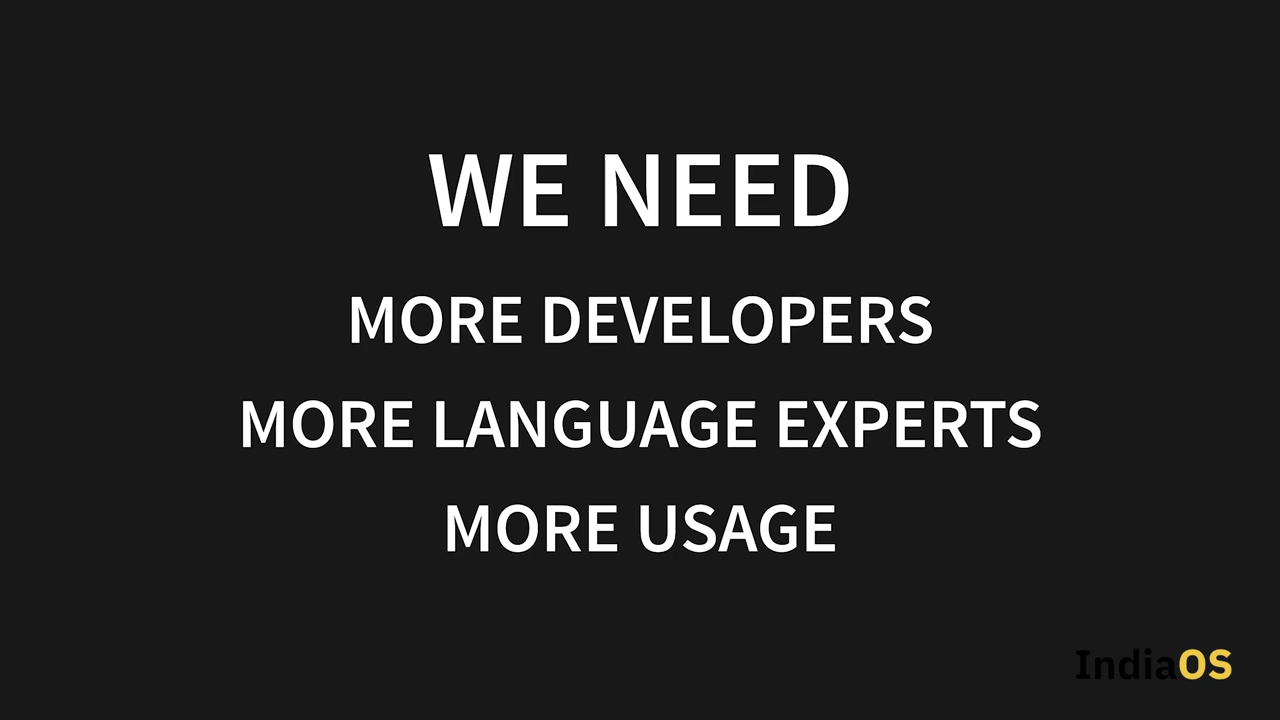 WE NEED
MORE DEVELOPERS
MORE LANGUAGE EXPERTS
MORE USAGE
IndiaOS